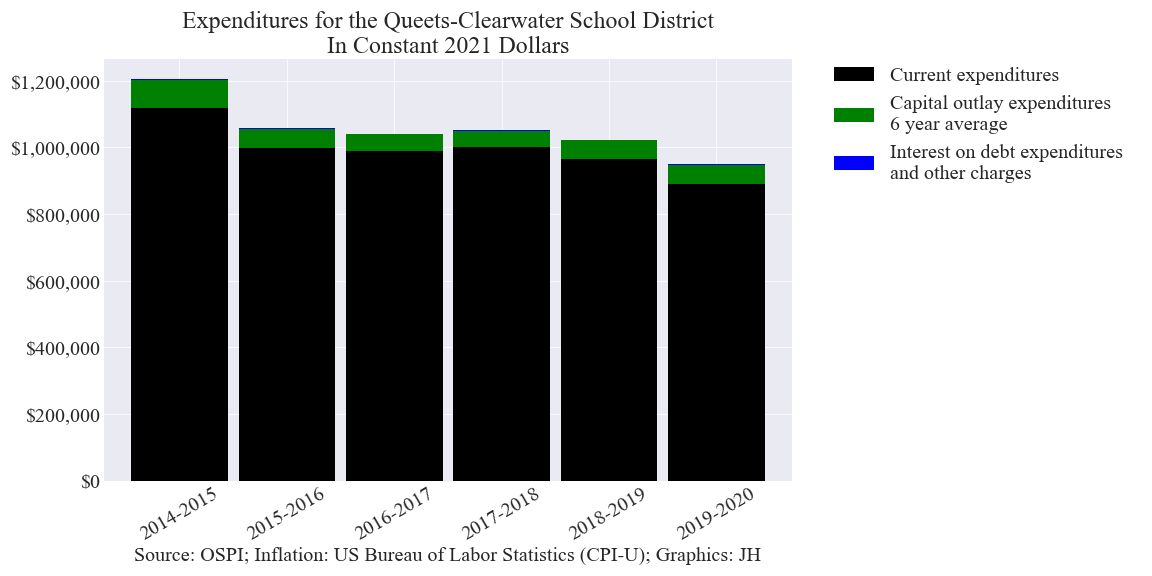 Expenditures for the Queets-Clearwater School District
In Constant 2021 Dollars
$1,200,000
$1,000,000
$800,000
$600,000
$400,000
$200,000
$0
2014-2015
2015-2016
2016-2017
2017-2018
2018-2019
2019-2020
Source: OSPI; Inflation: US Bureau of Labor Statistics (CPI-U); Graphics: JH
Current expenditures
Capital outlay expenditures
6 year average
Interest on debt expenditures
and other charges